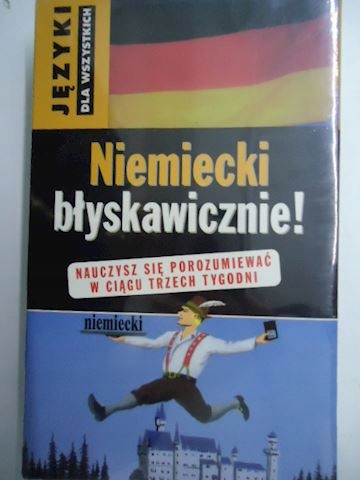 JĘZYKI
DLA WSZYSTKICH
Niemiecki
błyskawicznie!
NAUCZYSZ SIĘ POROZUMIEWAĆ
W CIĄGU TRZECH TYGODNI
niemiecki